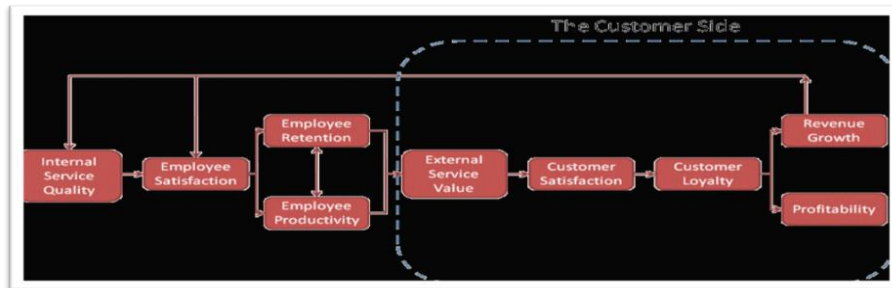 The Customer Side
Internal
Service
Quality
Employee
Satisfaction
Employee
Retention
Employee
Productivity
External
Service
Value
Customer
Satisfaction
Customer
Loyalty
Revenue
Growth
Profitability